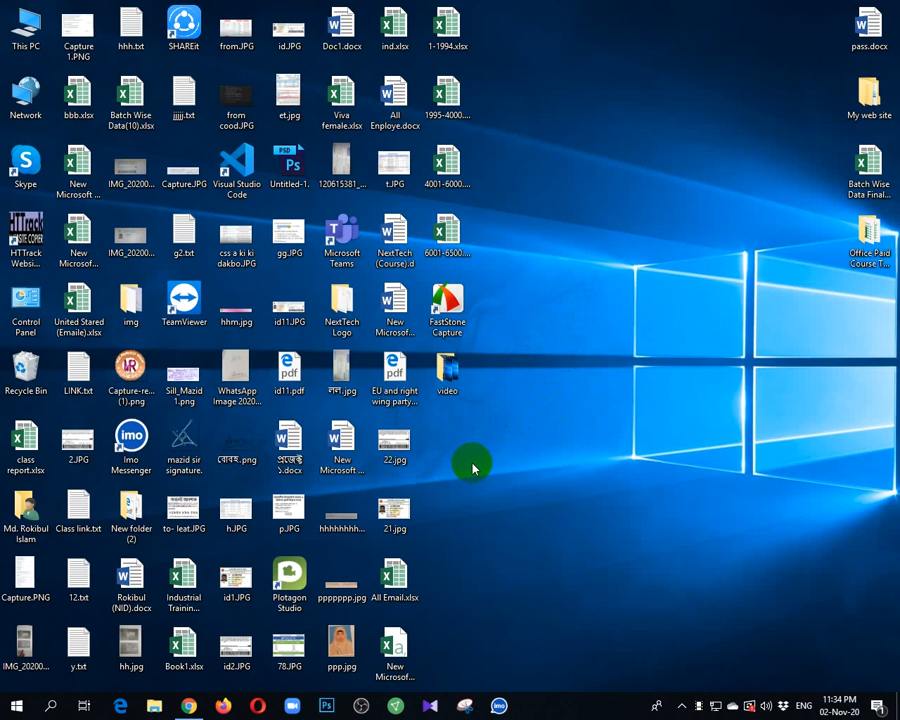 This PC
Capture
1.PNG
hhh.txt
SHAREit
from.JPG
id.JPG
Doc1.docx
ind.xlsx
1-1994.xlsx
pass.docx
Network
bbb.xlsx
Batch Wise
Data(10).xlsx
jjjjj.txt
from
cood.JPG
et.jpg
Viva
female.xlsx
All
Enploye.docx
1995-4000....
My web site
Skype
New
Microsoft ...
IMG_20200...
Capture.JPG
Visual Studio
Code
Untitled-1.
120615381_...
t.JPG
4001-6000....
Batch Wise
Data Final...
HTTrack
Websi...
New
Microsof...
IMG_20200...
g2.txt
css a ki ki
dakbo.JPG
gg.JPG
Microsoft
Teams
NextTech
(Course).d
6001-6500....
Office Paid
Course T...
Control
Panel
United Stared
(Emaile).xlsx
img
TeamViewer
hhm.jpg
id11.JPG
NextTech
Logo
New
Microsof...
FastStone
Capture
Recycle Bin
LINK.txt
Capture-re...
(1).png
Sill_Mazid
1.png
WhatsApp
Image 2020...
id11.pdf
লল.jpg
EU and right
wing party...
video
class
report.xlsx
2.JPG
Imo
Messenger
mazid sir
signature.
প্রজেক্ট
১.docx
New
Microsoft ...
22.jpg
Md. Rokibul
Islam
Class link.txt
New folder
(2)
to- leat.JPG
h.JPG
p.JPG
hhhhhhhh...
21.jpg
Capture.PNG
12.txt
Rokibul
(NID).docx
Industrial
Trainin...
id1.JPG
Plotagon
Studio
ppppppp.jpg
All Email.xlsx
IMG_20200...
y.txt
hh.jpg
Book1.xlsx
id2.JPG
78.JPG
ppp.jpg
New
Microsof...
ENG
11:34 PM
02-Nov-20